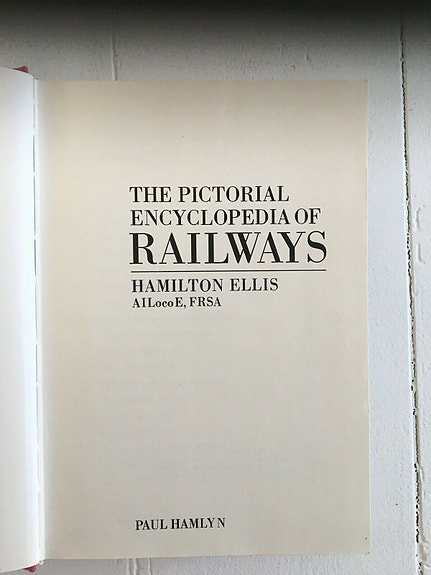 THE PICTORIAL
ENCYCLOPEDIA OF
RAILWAYS
HAMILTON ELLIS
AILocoE, FRSA
PAUL HAMLYN